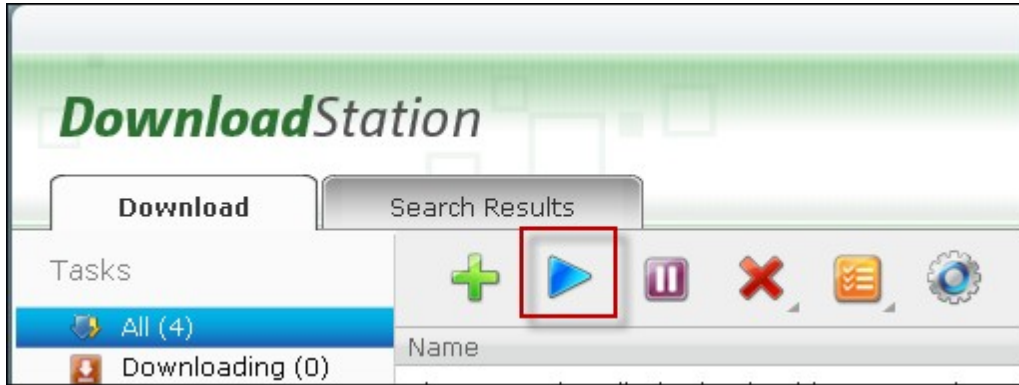 DownloadStation
Download
Search Results
Tasks
All (4)
Name
Downloading (0)